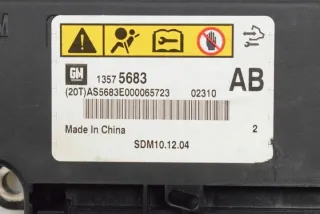 GM
1357 5683
AB
(20T)AS5683E000065723 02310
Made In China 2
SDM10.12.04